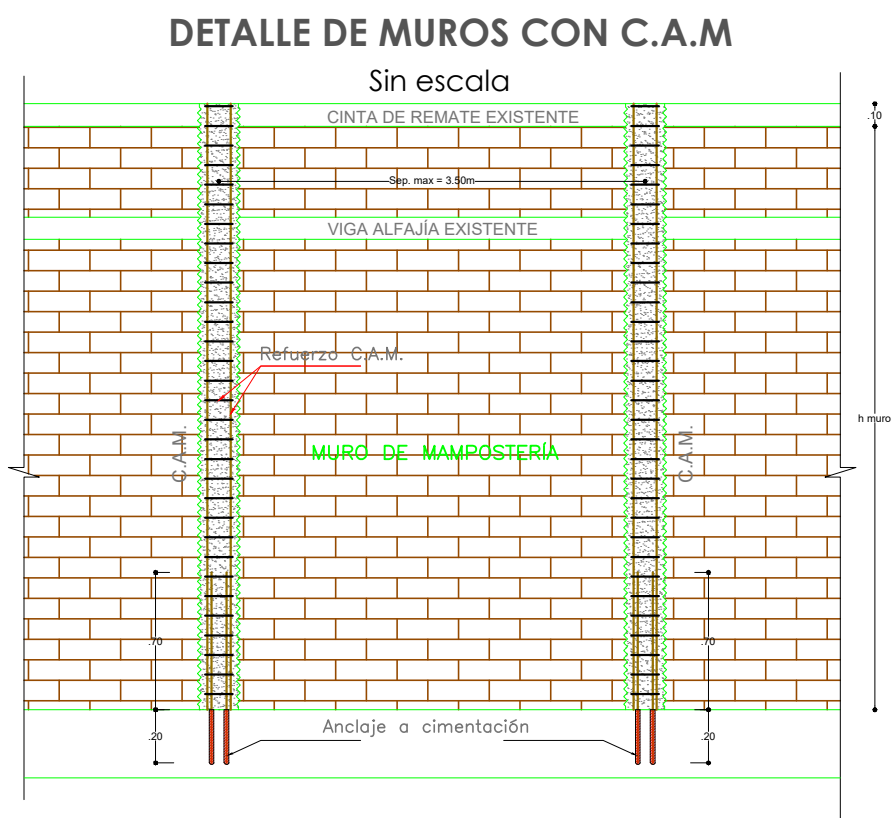 DETALLE DE MUROS CON C.A.M
Sin escala
CINTA DE REMATE EXISTENTE
.10
Sep. max = 3.50m
VIGA ALFAJÍA EXISTENTE
Refuerzo C.A.M.
h muro
C.A.M.
MURO DE MAMPOSTERÍA
C.A.M.
.70
.70
Anclaje a cimentación
.20
.20